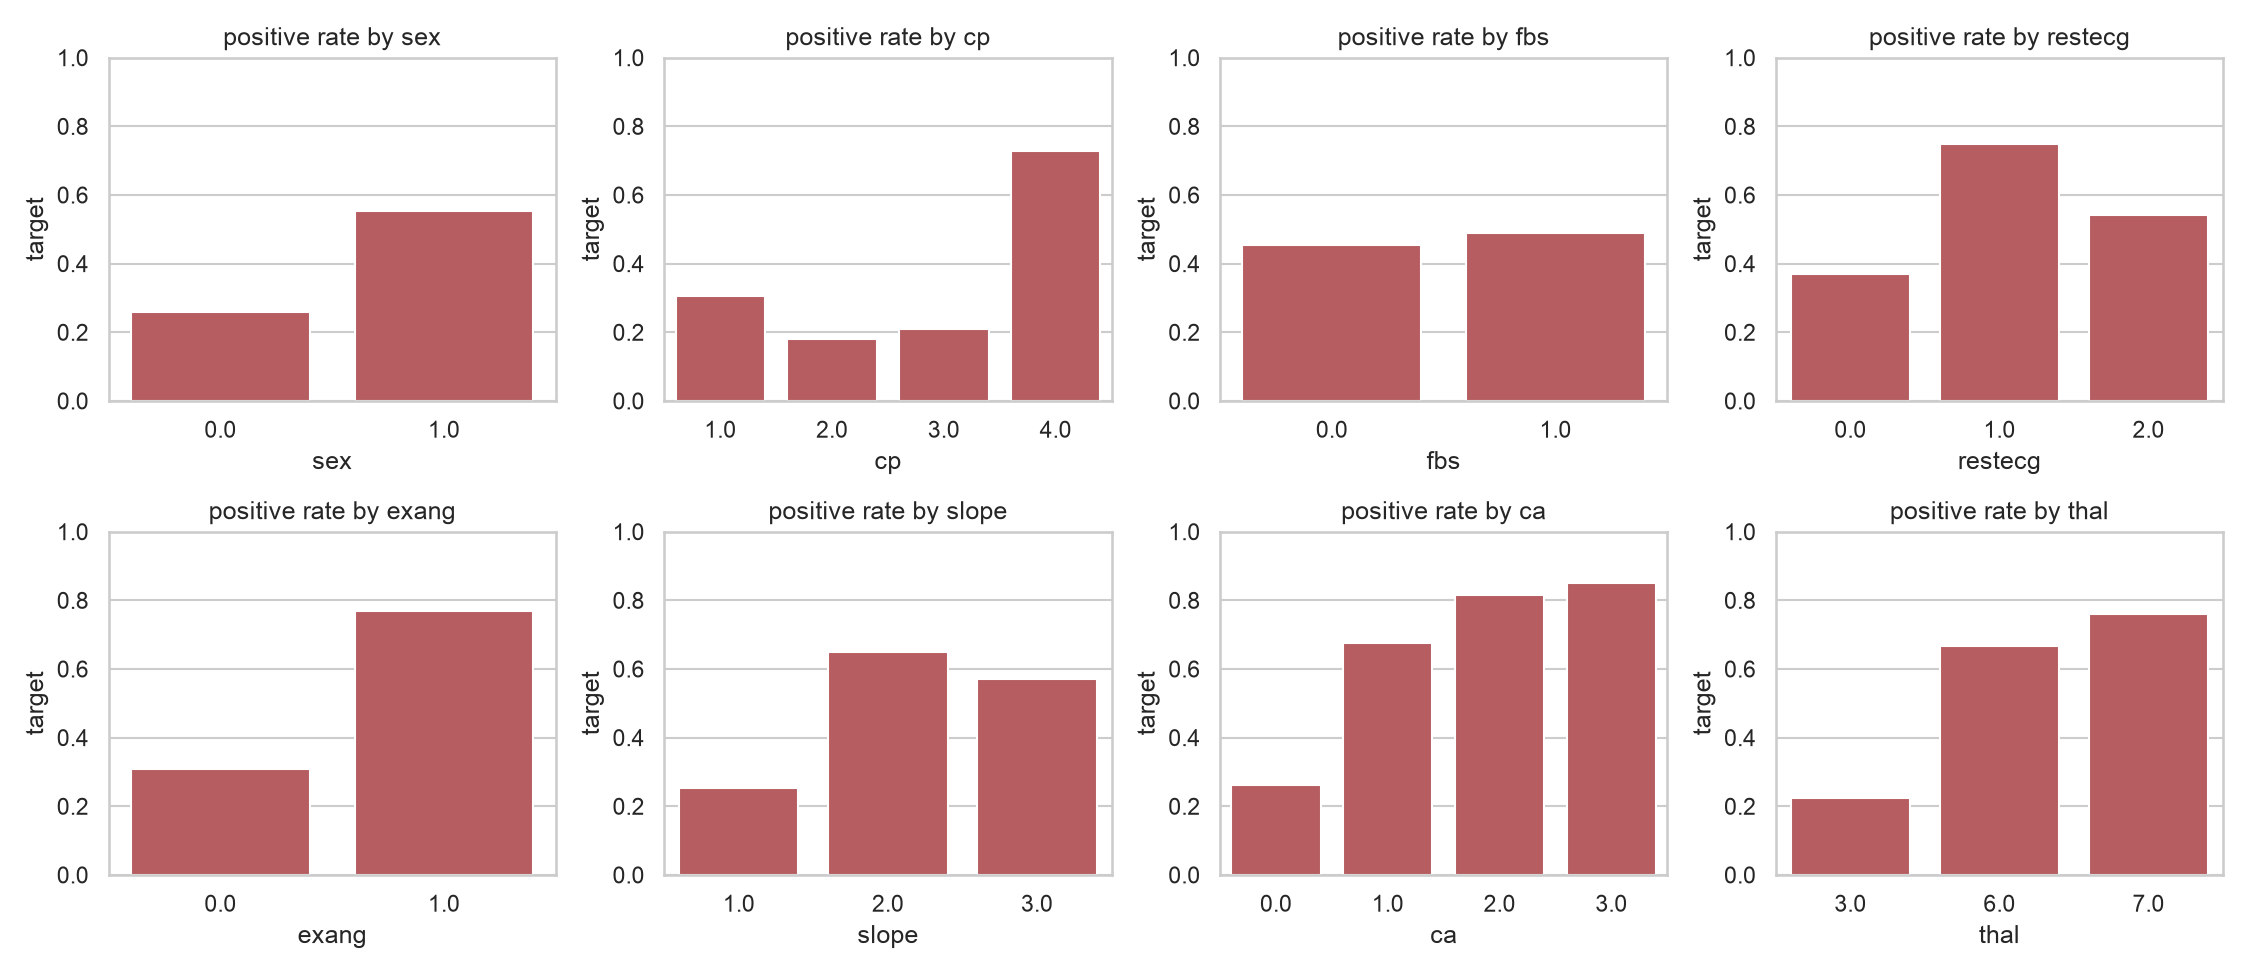 positive rate by sex
1.0
0.8
0.6
0.4
0.2
0.0
target
0.0 1.0
sex
positive rate by cp
1.0
0.8
0.6
0.4
0.2
0.0
target
1.0 2.0 3.0 4.0
cp
positive rate by fbs
1.0
0.8
0.6
0.4
0.2
0.0
target
0.0 1.0
fbs
positive rate by restecg
1.0
0.8
0.6
0.4
0.2
0.0
target
0.0 1.0 2.0
restecg
positive rate by exang
1.0
0.8
0.6
0.4
0.2
0.0
target
0.0 1.0
exang
positive rate by slope
1.0
0.8
0.6
0.4
0.2
0.0
target
1.0 2.0 3.0
slope
positive rate by ca
1.0
0.8
0.6
0.4
0.2
0.0
target
0.0 1.0 2.0 3.0
ca
positive rate by thal
1.0
0.8
0.6
0.4
0.2
0.0
target
3.0 6.0 7.0
thal